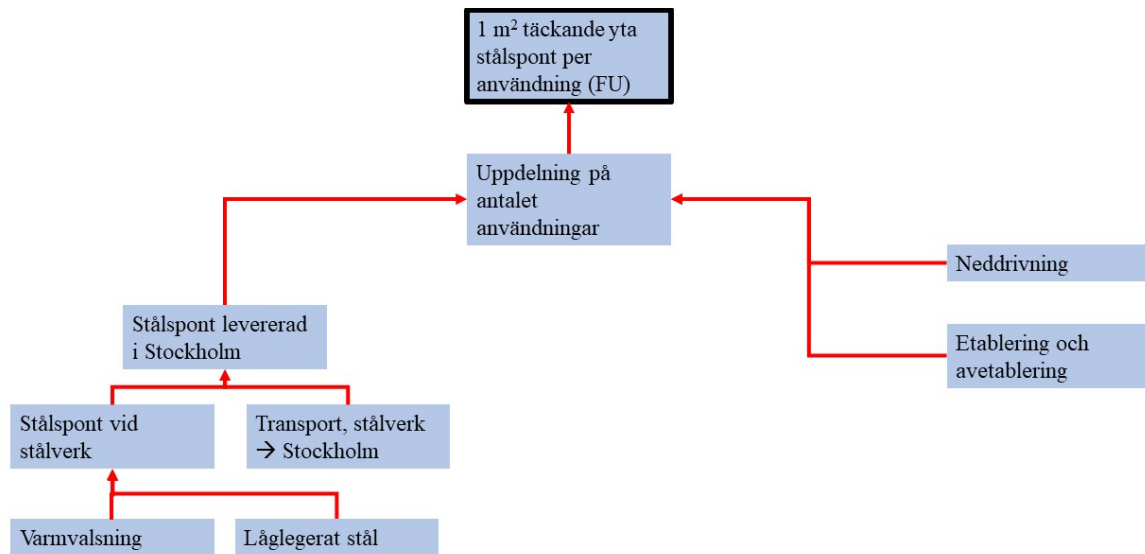 1 m² täckande yta
stålspont per
användning (FU)
Uppdelning på
antalet
användningar
Neddrivning
Stålspont levererad
i Stockholm
Etablering och
avetablering
Stålspont vid
stålverk
Transport, stålverk
→ Stockholm
Varmvalsning
Låglegerat stål